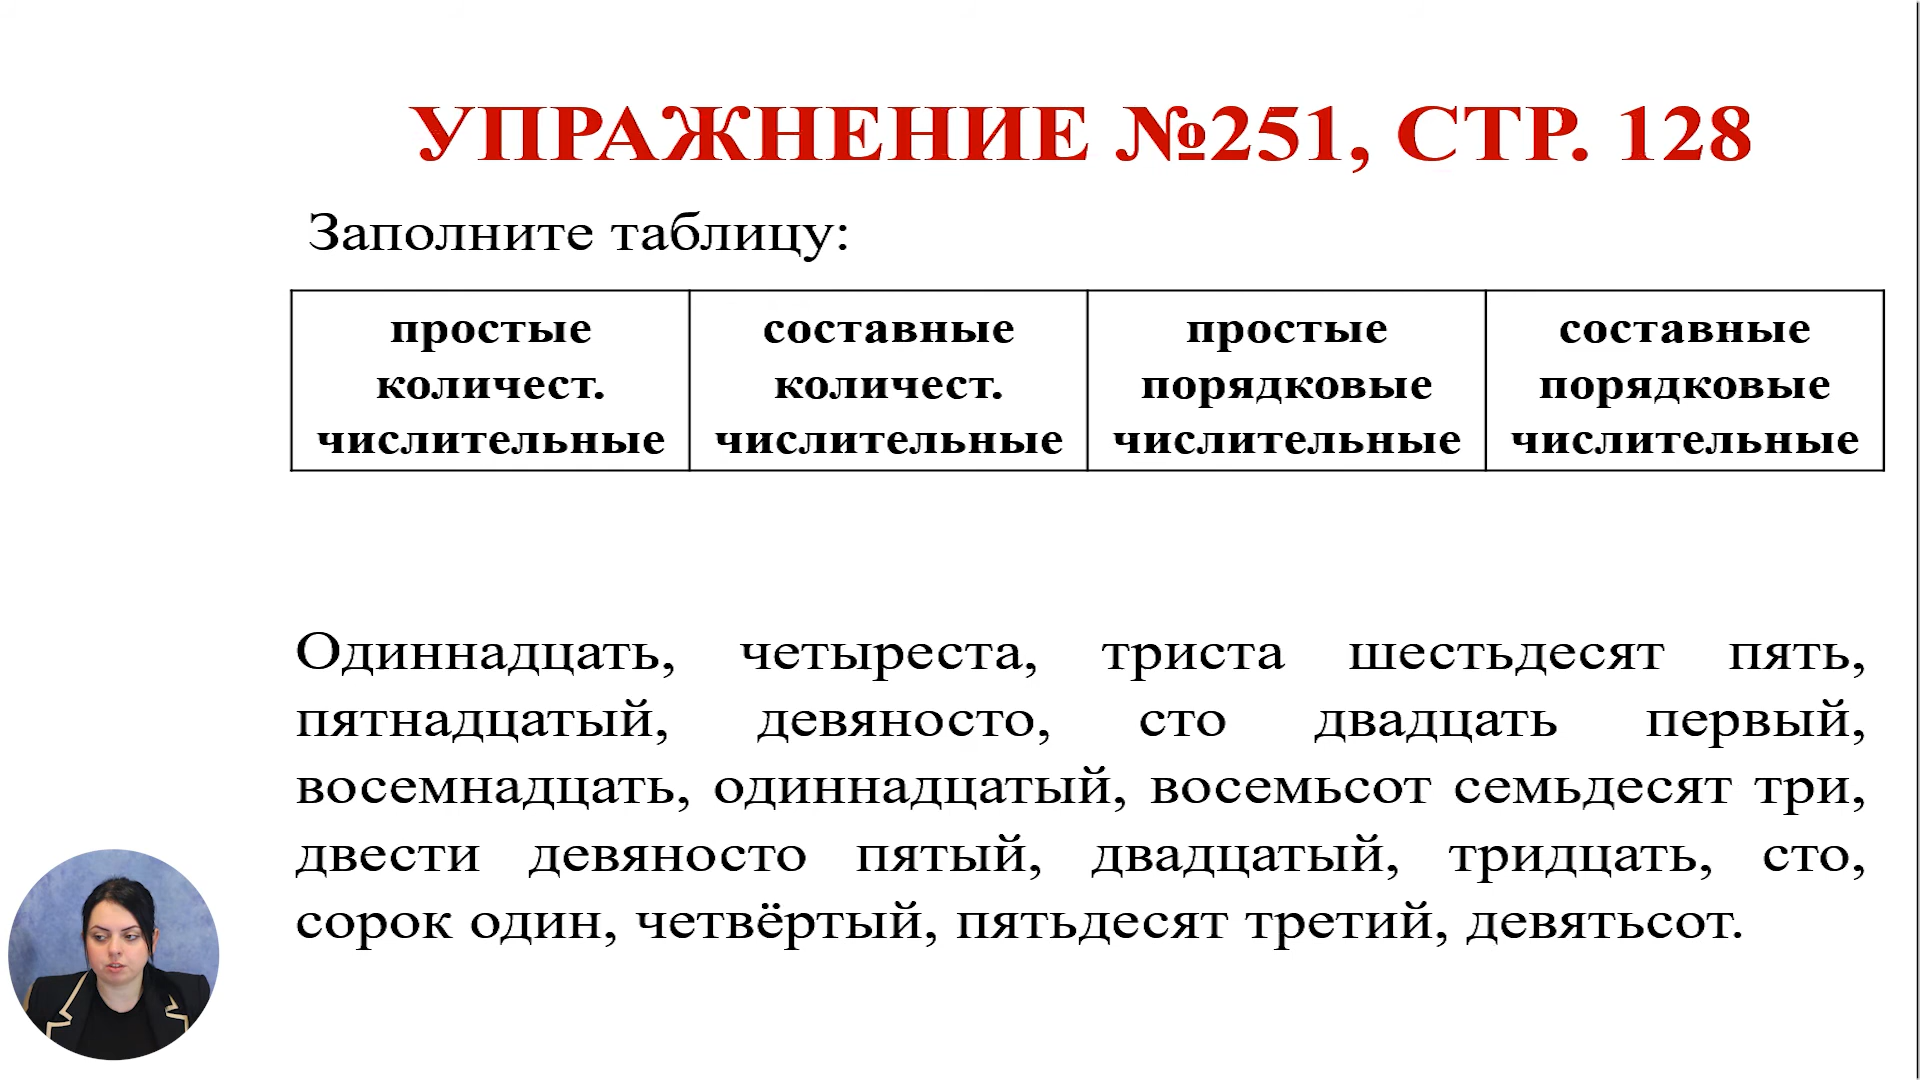 УПРАЖНЕНИЕ №251, СТР. 128
Заполните таблицу:
простые количест. числительные
составные количест. числительные
простые порядковые числительные
составные порядковые числительные
Одиннадцать, четыреста, триста шестьдесят пять,
пятнадцатый, девяносто, сто двадцать первый,
восемнадцать, одиннадцатый, восемьсот семьдесят три,
двести девяносто пятый, двадцатый, тридцать, сто,
сорок один, четвёртый, пятьдесят третий, девятьсот.